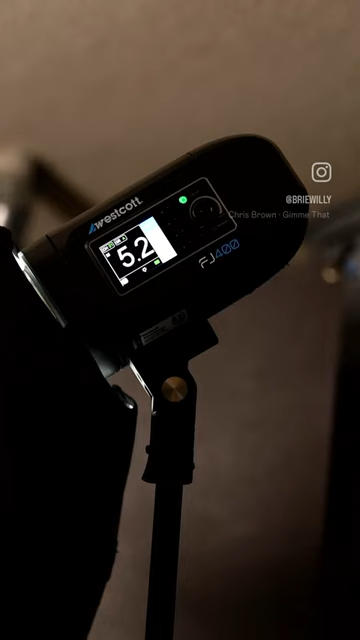 @BRIEWILLY
Chris Brown · Gimme That
westcott
5.2
FJ400